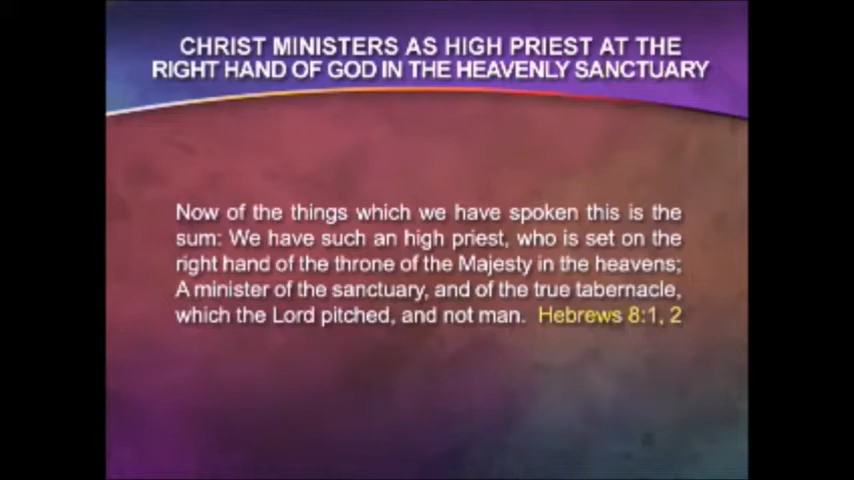 CHRIST MINISTERS AS HIGH PRIEST AT THE
RIGHT HAND OF GOD IN THE HEAVENLY SANCTUARY
Now of the things which we have spoken this is the
sum: We have such an high priest, who is set on the
right hand of the throne of the Majesty in the heavens;
A minister of the sanctuary, and of the true tabernacle,
which the Lord pitched, and not man. Hebrews 8:1, 2